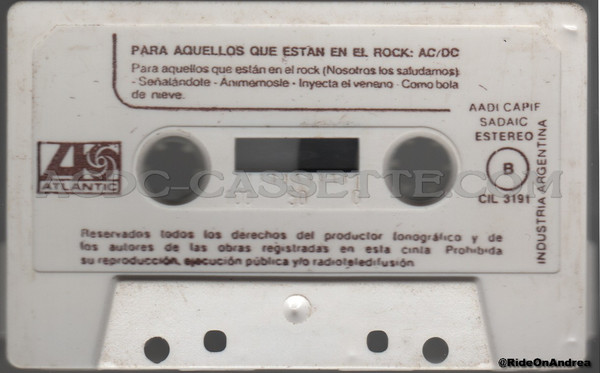 PARA AQUELLOS QUE ESTAN EN EL ROCK: AC/DC
Para aquellos que están en el rock (Nosotros los saludamos)
- Señalándote - Animémosle - Inyecta el veneno - Como bola
de nieve.
AADI CAPIF
SADAIC
ESTEREO
B
CIL 3191
INDUSTRIA ARGENTINA
ATLANTIC
AC-DC-CASSETTE.COM
Reservados todos los derechos del productor fonográfico y de
los autores de las obras registradas en esta cinta Prohibida
su reproducción, ejecución pública y/o radioteledifusión.
@RideOnAndrea